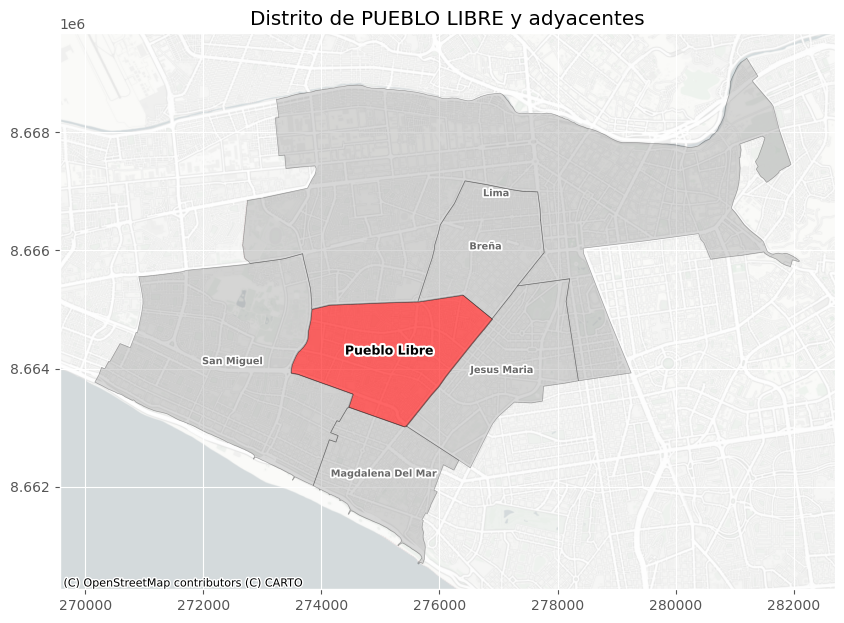 Distrito de PUEBLO LIBRE y adyacentes
1e6
8.668
8.666
8.664
8.662
Lima
Breña
Pueblo Libre
San Miguel
Jesus Maria
Magdalena Del Mar
(C) OpenStreetMap contributors (C) CARTO
270000 272000 274000 276000 278000 280000 282000